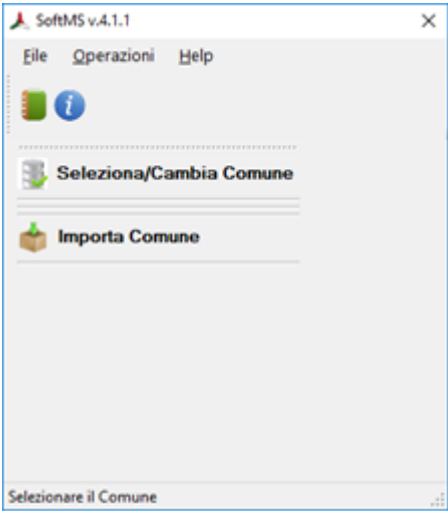 SoftMS v.4.1.1
File Operazioni Help
Seleziona/Cambia Comune
Importa Comune
Selezionare il Comune